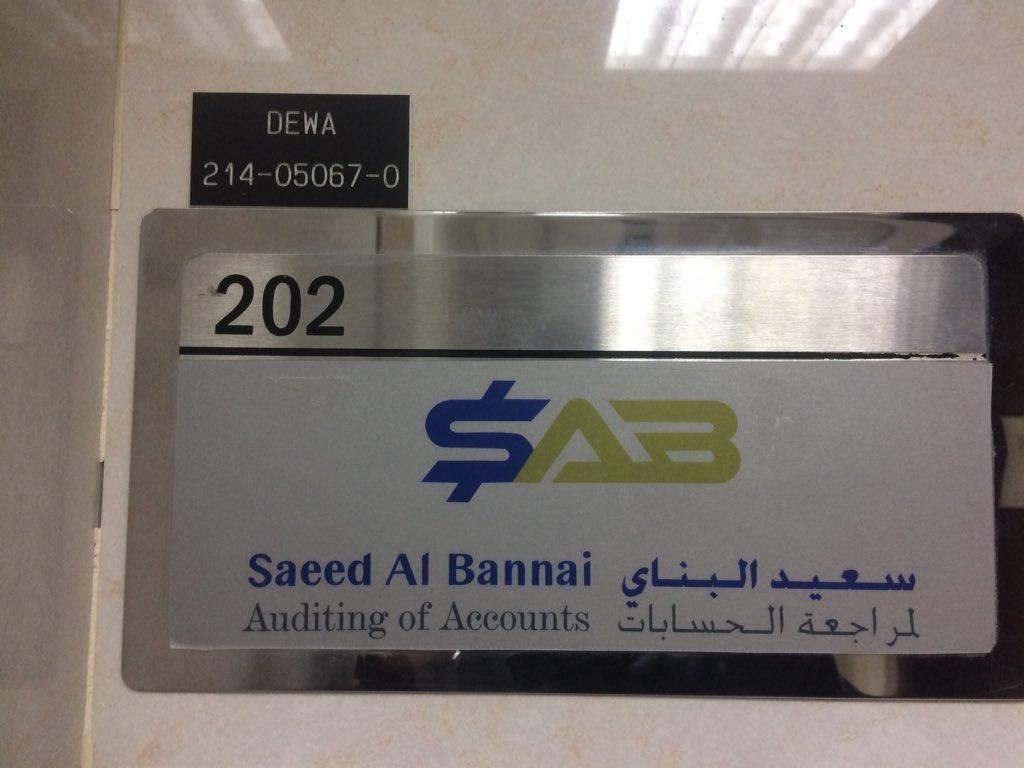 DEWA
214-05067-0
202
$AB
Saeed Al Bannai سعيد البناي
Auditing of Accounts لمراجعة الحسابات